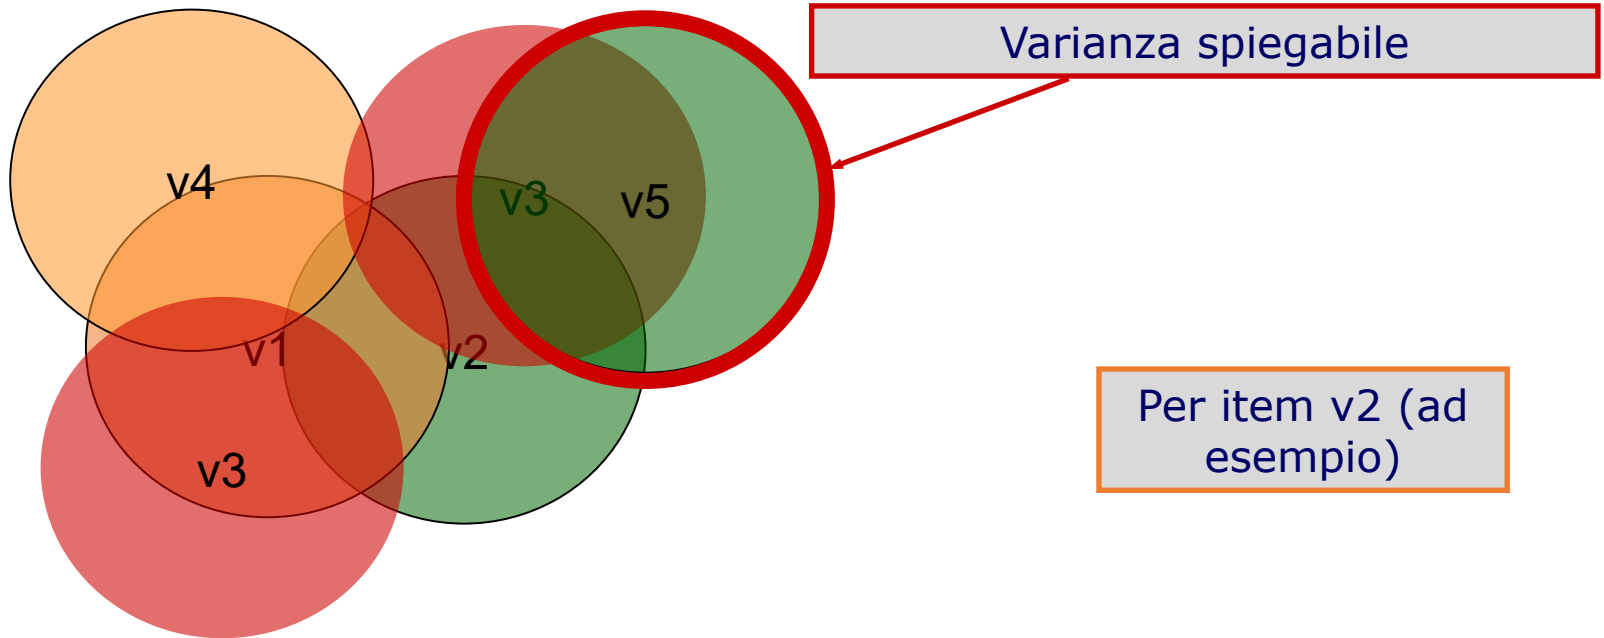 Varianza spiegabile
v4
v3
v5
v1
v2
v3
Per item v2 (ad
esempio)